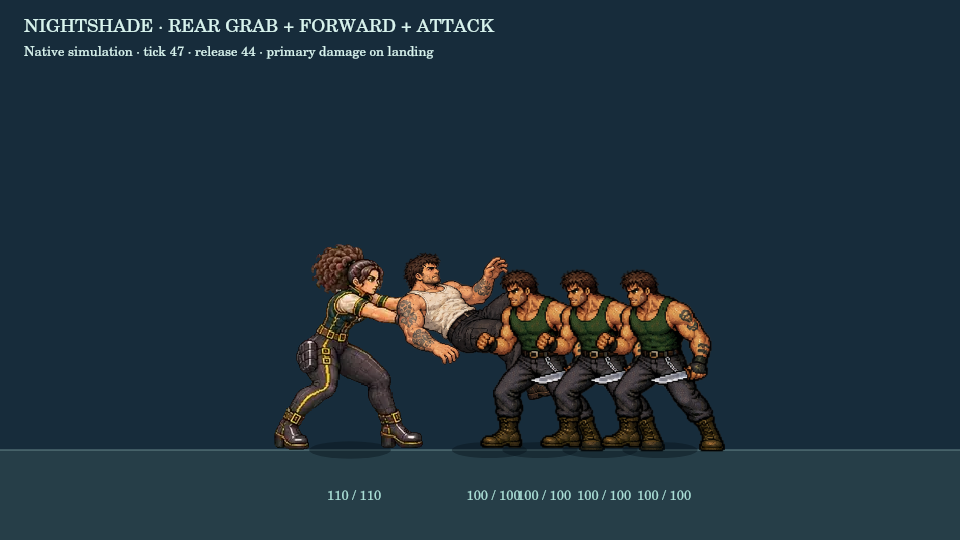 NIGHTSHADE · REAR GRAB + FORWARD + ATTACK
Native simulation · tick 47 · release 44 · primary damage on landing
110 / 110 100 / 100 100 / 100 100 / 100 100 / 100